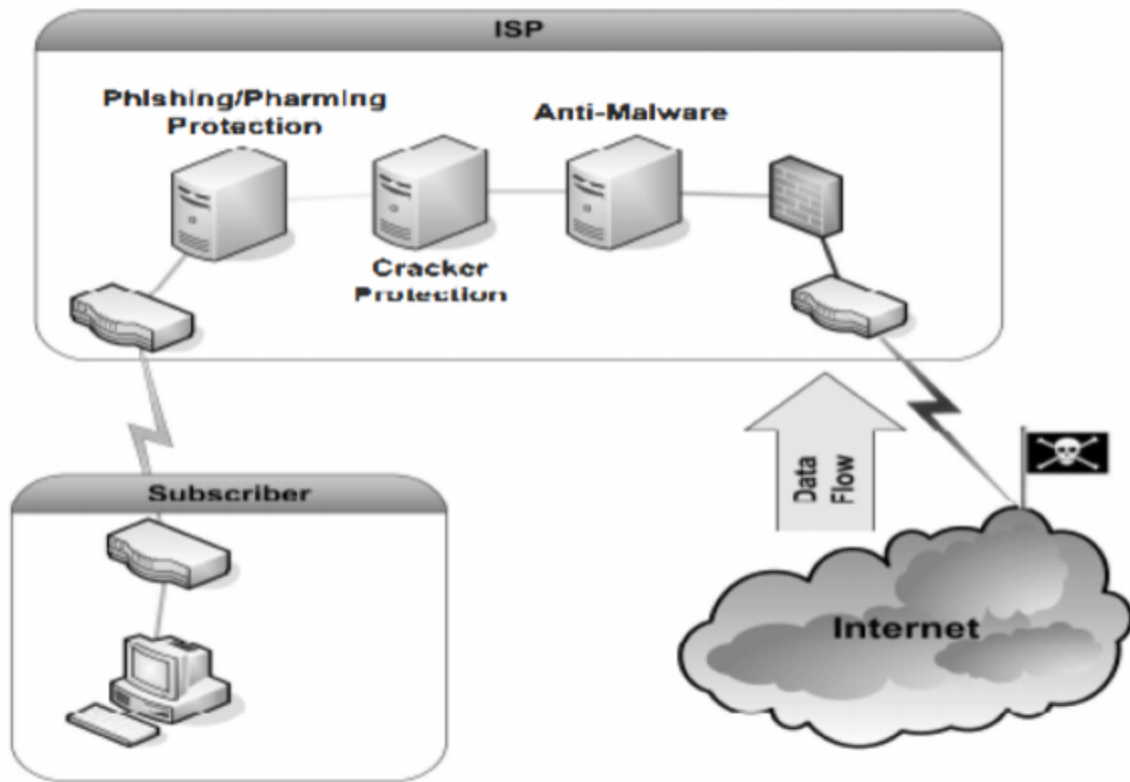 ISP
Phishing/Pharming
Protection
Anti-Malware
Cracker
Protection
Data
Flow
Subscriber
Internet